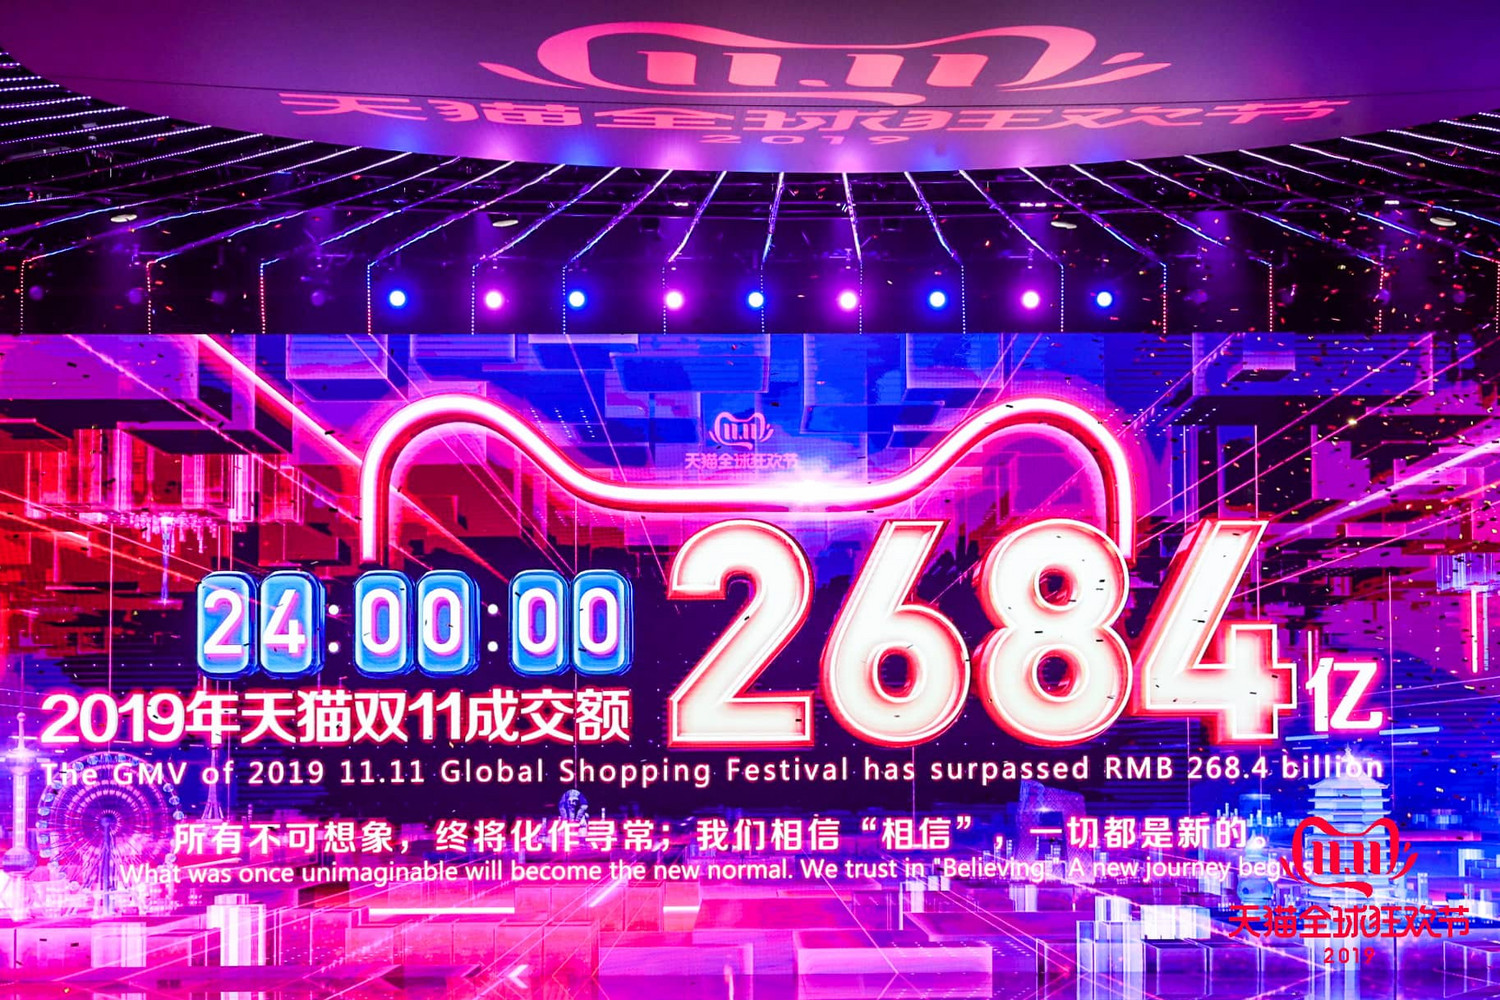 11.11
天猫全球狂欢节
2019
11.11
天猫全球狂欢节
24:00:00
2684亿
2019年天猫双11成交额
The GMV of 2019 11.11 Global Shopping Festival has surpassed RMB 268.4 billion
所有不可想象，终将化作寻常；我们相信“相信”，一切都是新的。
What was once unimaginable will become the new normal. We trust in "Believing." A new journey begins.
11.11
天猫全球狂欢节
2019